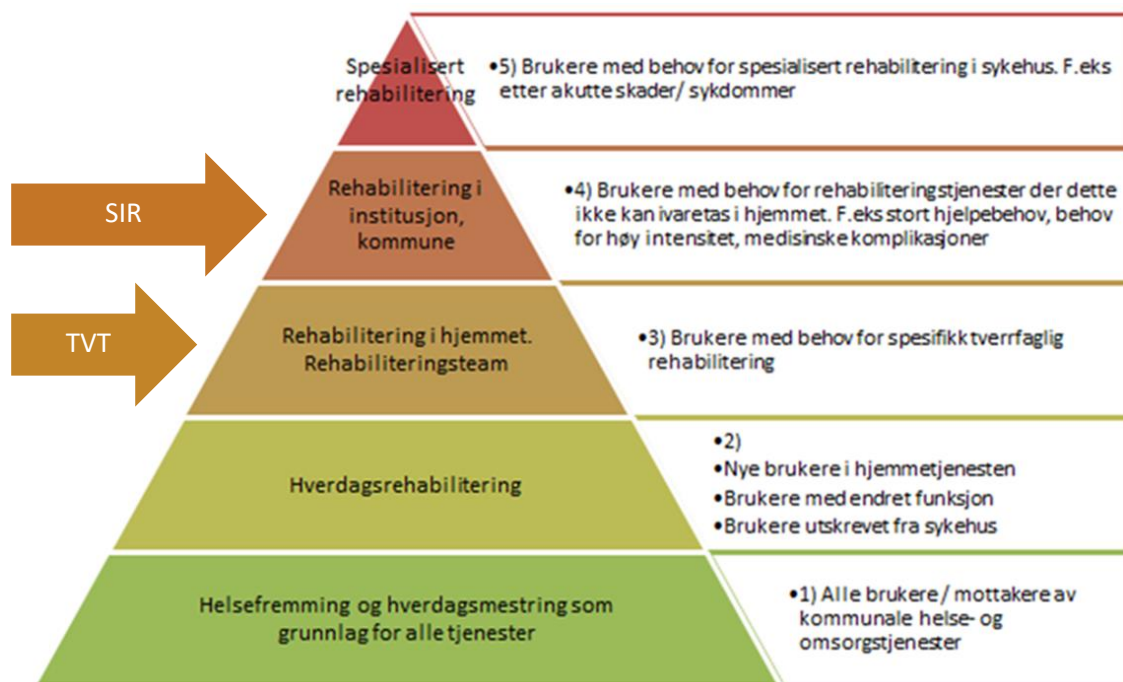 Spesialisert
rehabilitering
•5) Brukere med behov for spesialisert rehabilitering i sykehus. F.eks
etter akutte skader/ sykdommer
SIR
Rehabilitering i
institusjon,
kommune
•4) Brukere med behov for rehabiliteringstjenester der dette
ikke kan ivaretas i hjemmet. F.eks stort hjelpebehov, behov
for høy intensitet, medisinske komplikasjoner
TVT
Rehabilitering i hjemmet.
Rehabiliteringsteam
•3) Brukere med behov for spesifikk tverrfaglig
rehabilitering
Hverdagsrehabilitering
•2)
•Nye brukere i hjemmetjenesten
•Brukere med endret funksjon
•Brukere utskrevet fra sykehus
Helsefremming og hverdagsmestring som
grunnlag for alle tjenester
•1) Alle brukere / mottakere av
kommunale helse- og
omsorgstjenester